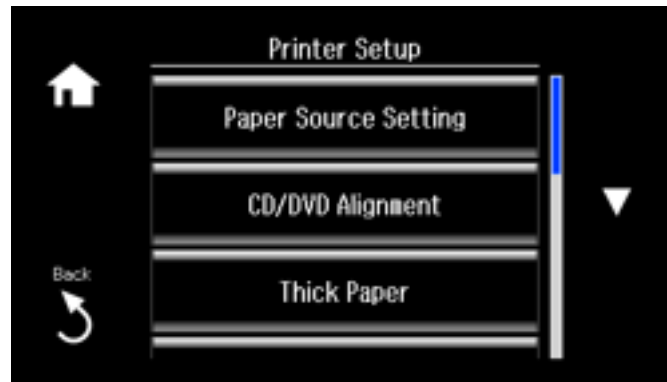 Printer Setup
Paper Source Setting
CD/DVD Alignment
Thick Paper
Back